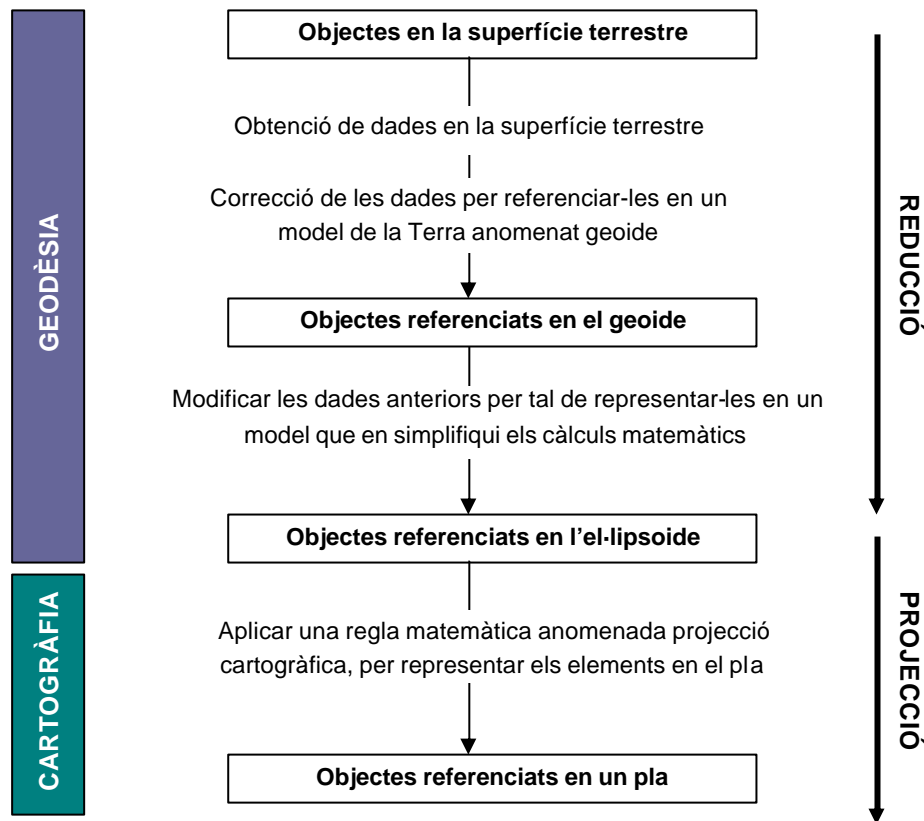 Objectes en la superfície terrestre
Obtenció de dades en la superfície terrestre
Correcció de les dades per referenciar-les en un
model de la Terra anomenat geoide
Objectes referenciats en el geoide
Modificar les dades anteriors per tal de representar-les en un
model que en simplifiqui els càlculs matemàtics
Objectes referenciats en l'el·lipsoide
Aplicar una regla matemàtica anomenada projecció
cartogràfica, per representar els elements en el pla
Objectes referenciats en un pla
GEODÈSIA
CARTOGRÀFIA
REDUCCIÓ
PROJECCIÓ